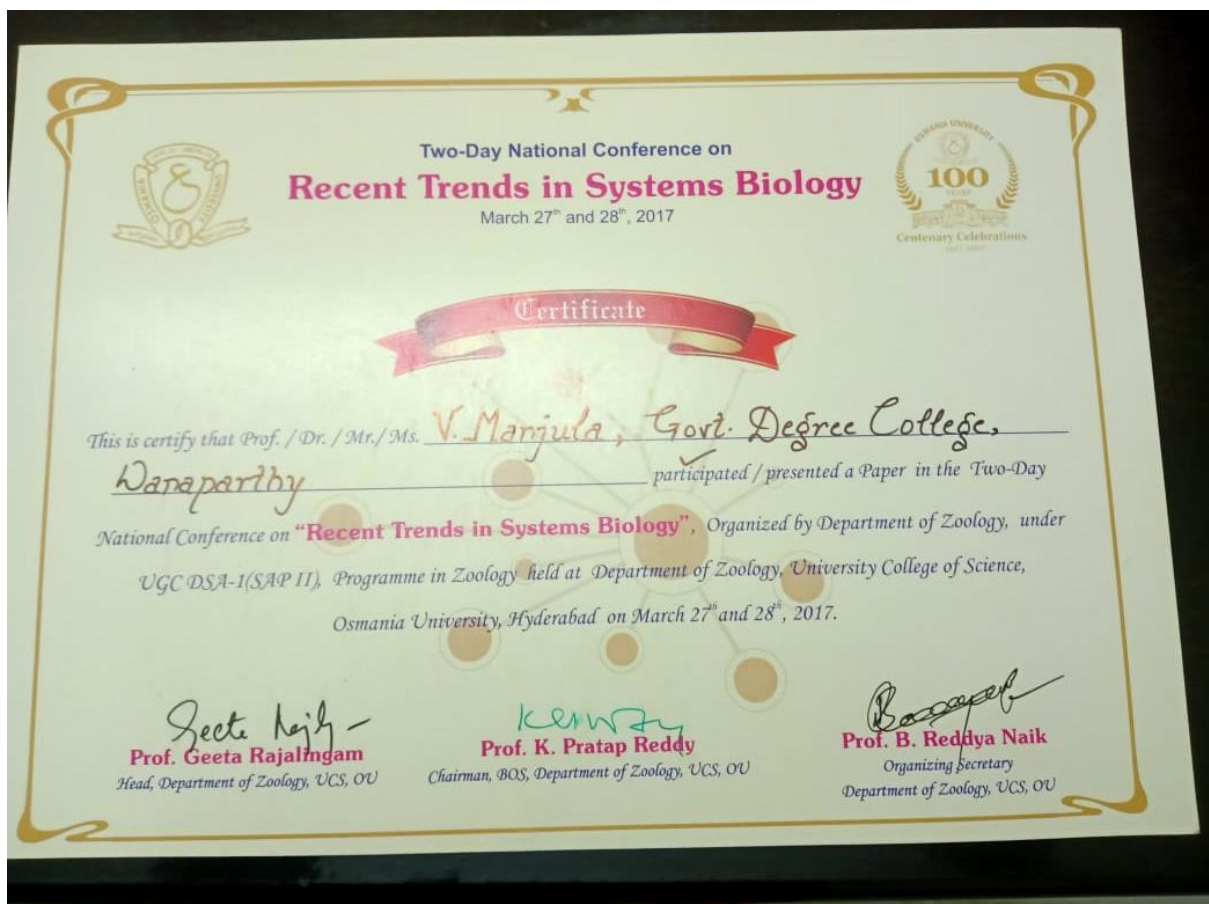 Two-Day National Conference on
Recent Trends in Systems Biology
March 27th and 28th, 2017
OSMANIA UNIVERSITY
100
YEARS
Centenary Celebrations
Certificate
This is certify that Prof. / Dr. / Mr./ Ms. V. Manjula, Govt. Degree College,
Wanaparthy participated / presented a Paper in the Two-Day
National Conference on "Recent Trends in Systems Biology", Organized by Department of Zoology, under
UGC DSA-1(SAP II), Programme in Zoology held at Department of Zoology, University College of Science,
Osmania University, Hyderabad on March 27th and 28th, 2017.
Prof. Geeta Rajalingam
Head, Department of Zoology, UCS, OU
Prof. K. Pratap Reddy
Chairman, BOS, Department of Zoology, UCS, OU
Prof. B. Reddya Naik
Organizing Secretary
Department of Zoology, UCS, OU